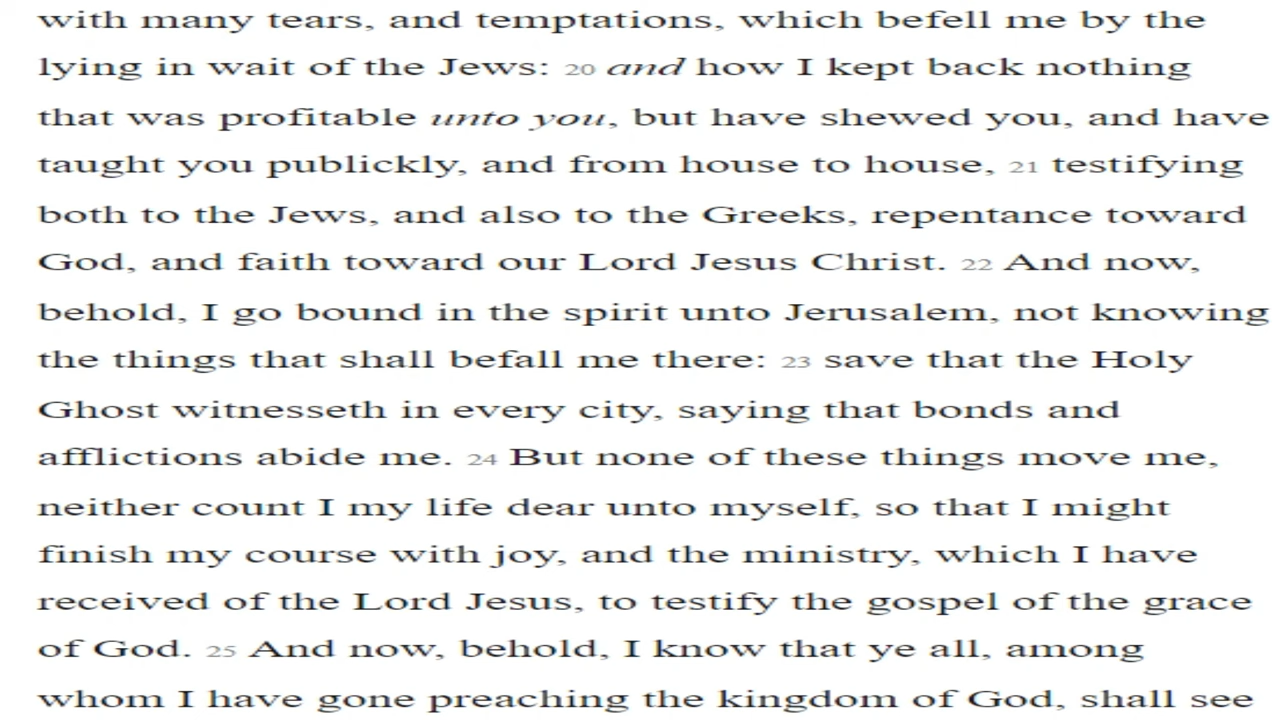 with many tears, and temptations, which befell me by the
lying in wait of the Jews: 20 and how I kept back nothing
that was profitable unto you, but have shewed you, and have
taught you publickly, and from house to house, 21 testifying
both to the Jews, and also to the Greeks, repentance toward
God, and faith toward our Lord Jesus Christ. 22 And now,
behold, I go bound in the spirit unto Jerusalem, not knowing
the things that shall befall me there: 23 save that the Holy
Ghost witnesseth in every city, saying that bonds and
afflictions abide me. 24 But none of these things move me,
neither count I my life dear unto myself, so that I might
finish my course with joy, and the ministry, which I have
received of the Lord Jesus, to testify the gospel of the grace
of God. 25 And now, behold, I know that ye all, among
whom I have gone preaching the kingdom of God, shall see